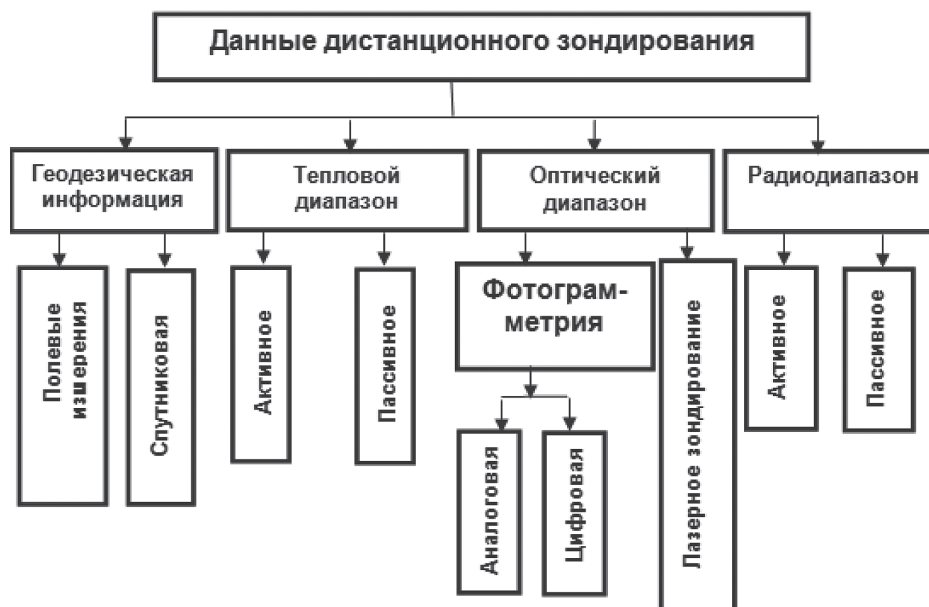 Данные дистанционного зондирования
Геодезическая
информация
Тепловой
диапазон
Оптический
диапазон
Радиодиапазон
Полевые
измерения
Спутниковая
Активное
Пассивное
Фотограм-
метрия
Аналоговая
Цифровая
Лазерное зондирование
Активное
Пассивное